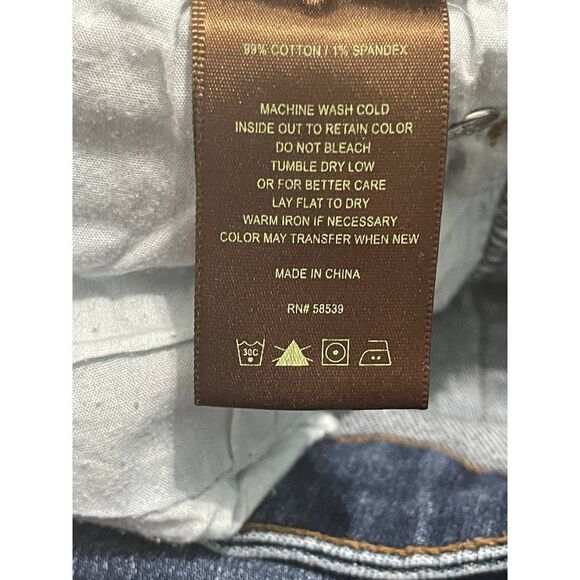 99% COTTON / 1% SPANDEX
MACHINE WASH COLD
INSIDE OUT TO RETAIN COLOR
DO NOT BLEACH
TUMBLE DRY LOW
OR FOR BETTER CARE
LAY FLAT TO DRY
WARM IRON IF NECESSARY
COLOR MAY TRANSFER WHEN NEW
MADE IN CHINA
RN# 58539
30C